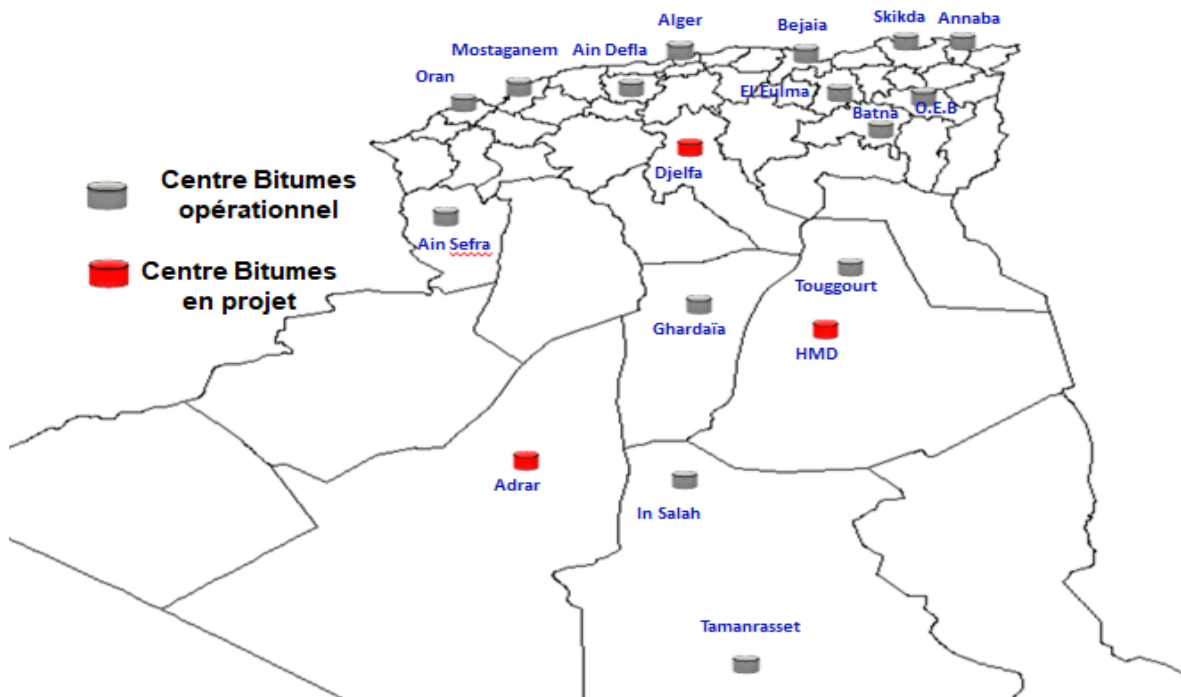 Skikda Annaba
Alger
Bejaia
Mostaganem Ain Defla
Oran
El Eulma
O.E.B
Batna
Djelfa
Centre Bitumes
opérationnel
Ain Sefra
Centre Bitumes
en projet
Touggourt
Ghardaïa
HMD
Adrar
In Salah
Tamanrasset